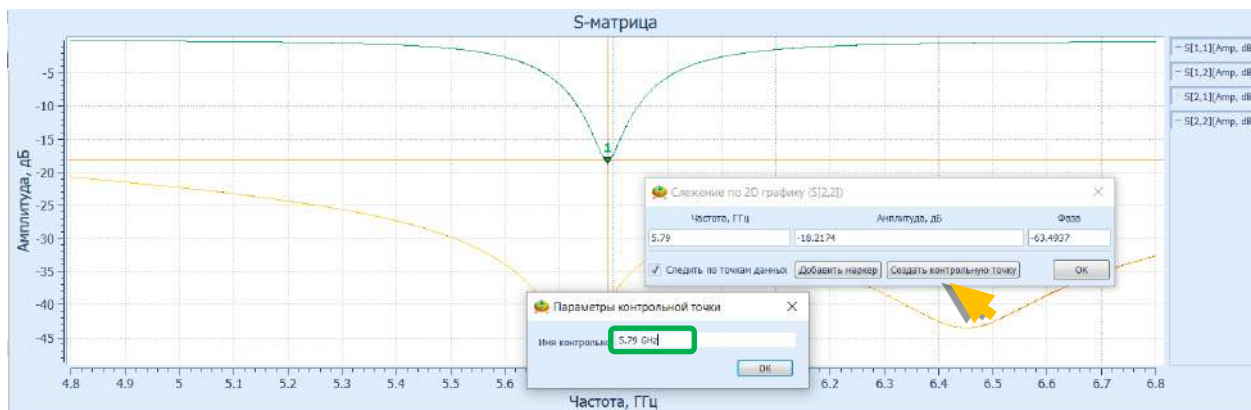 S-матрица
S[1,1](Amp, dB
S[1,2](Amp, dB
S[2,1](Amp, dB
S[2,2](Amp, dB
-5
-10
-15
-20
-25
-30
-35
-40
-45
Амплитуда, дБ
1
Слежение по 2D графику (S[2,2])
Частота, ГГц Амплитуда, дБ Фаза
5.79 -18.2174 -63.4937
Следить по точкам данных Добавить маркер Создать контрольную точку OK
Параметры контрольной точки
Имя контрольно 5.79 GHz
OK
4.8 4.9 5 5.1 5.2 5.3 5.4 5.5 5.6 6.2 6.3 6.4 6.5 6.6 6.7 6.8
Частота, ГГц